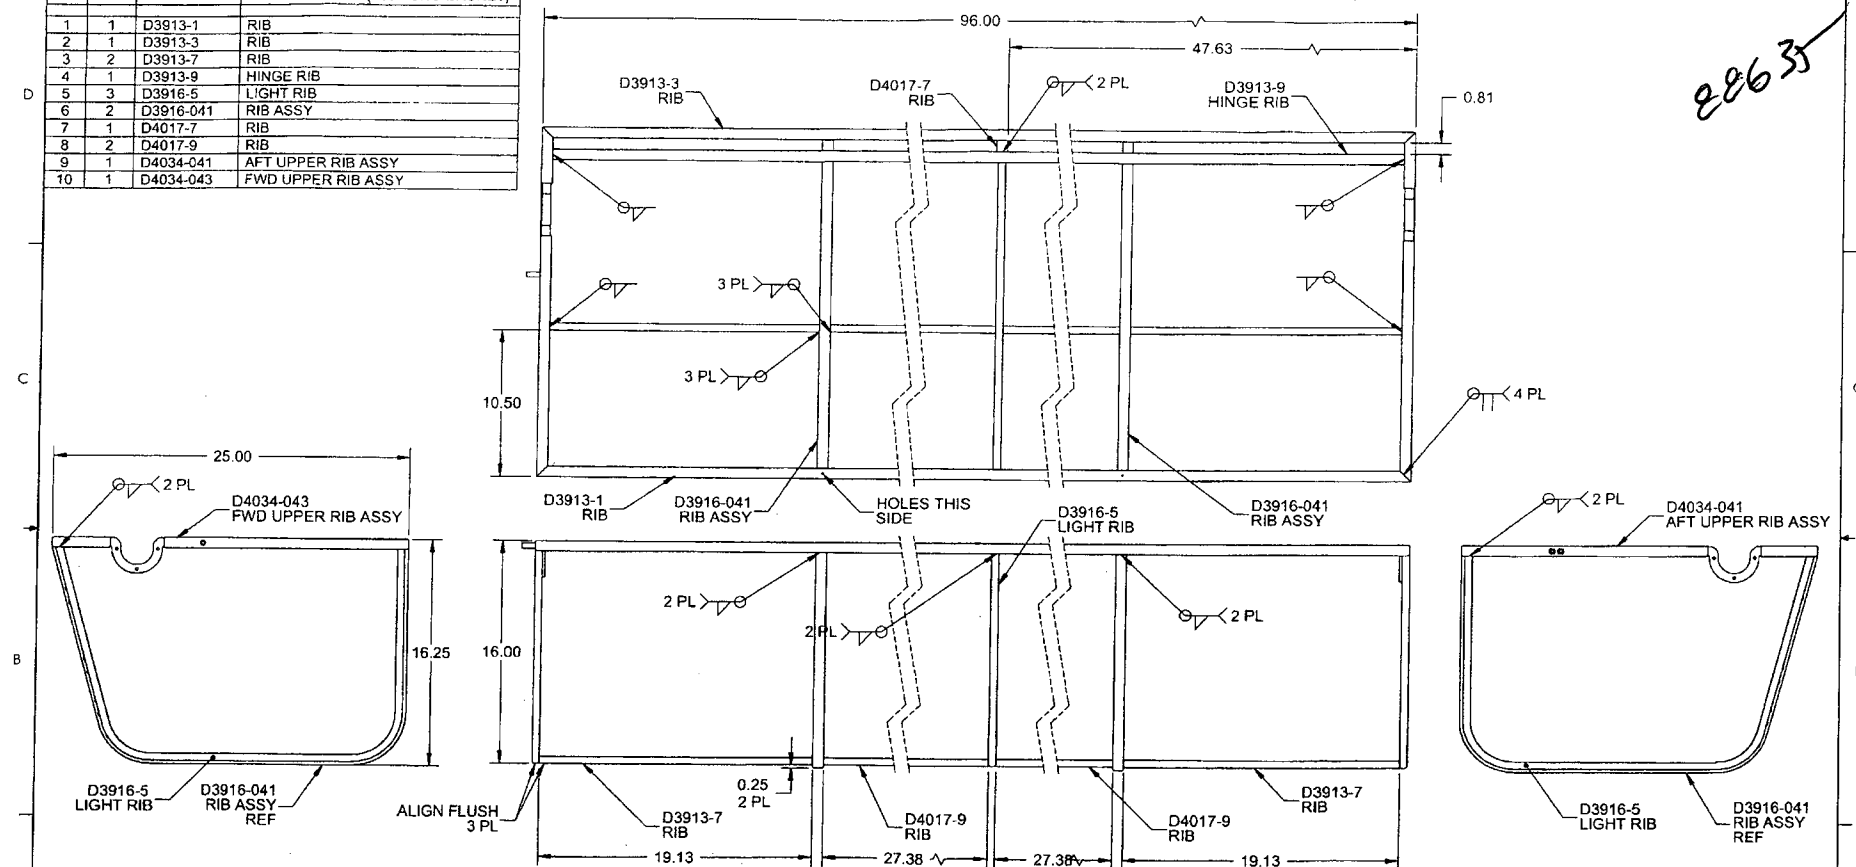 1 1 D3913-1 RIB
2 1 D3913-3 RIB
3 2 D3913-7 RIB
4 1 D3913-9 HINGE RIB
5 3 D3916-5 LIGHT RIB
6 2 D3916-041 RIB ASSY
7 1 D4017-7 RIB
8 2 D4017-9 RIB
9 1 D4034-041 AFT UPPER RIB ASSY
10 1 D4034-043 FWD UPPER RIB ASSY
96.00
47.63
D
D3913-3
RIB
D4017-7
RIB
2 PL
D3913-9
HINGE RIB
0.81
3 PL
3 PL
C
10.50
4 PL
25.00
2 PL
D4034-043
FWD UPPER RIB ASSY
D3913-1
RIB
D3916-041
RIB ASSY
HOLES THIS
SIDE
D3916-5
LIGHT RIB
D3916-041
RIB ASSY
2 PL
D4034-041
AFT UPPER RIB ASSY
2 PL
2 PL
2 PL
B
16.25
16.00
D3916-5
LIGHT RIB
D3916-041
RIB ASSY
REF
ALIGN FLUSH
3 PL
D3913-7
RIB
0.25
2 PL
D4017-9
RIB
D4017-9
RIB
D3913-7
RIB
D3916-5
LIGHT RIB
D3916-041
RIB ASSY
REF
19.13
27.38
27.38
19.13